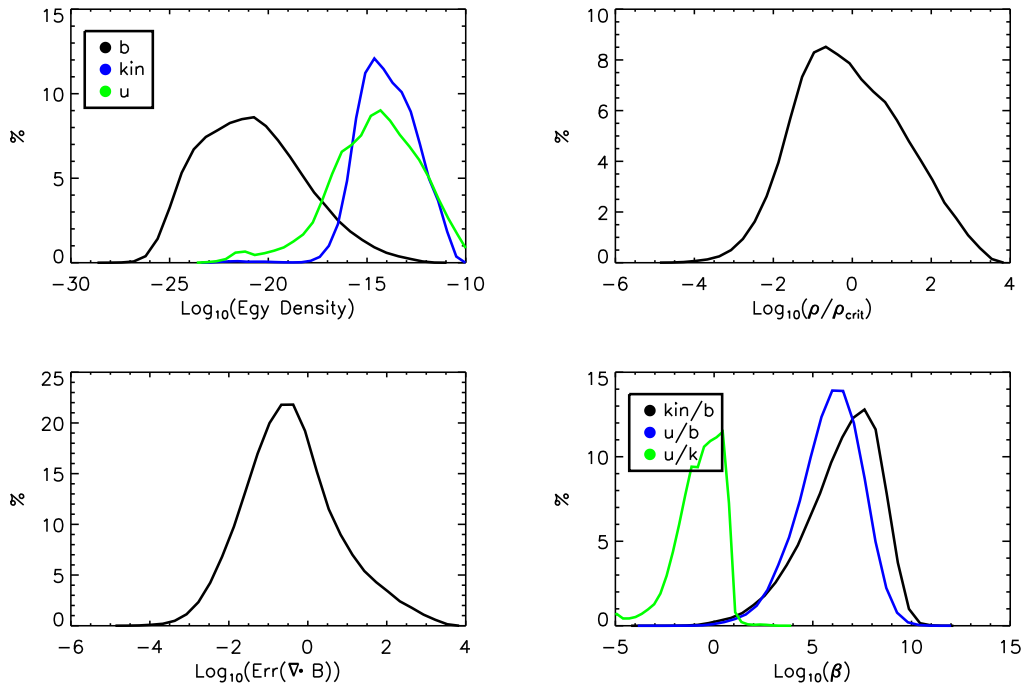 15
10
5
0
%
b
kin
u
−30 −25 −20 −15 −10
Log₁₀(Egy Density)
10
8
6
4
2
0
%
−6 −4 −2 0 2 4
Log₁₀(ρ/ρcrit)
25
20
15
10
5
0
%
−6 −4 −2 0 2 4
Log₁₀(Err(∇• B))
15
10
5
0
%
kin/b
u/b
u/k
−5 0 5 10 15
Log₁₀(β)